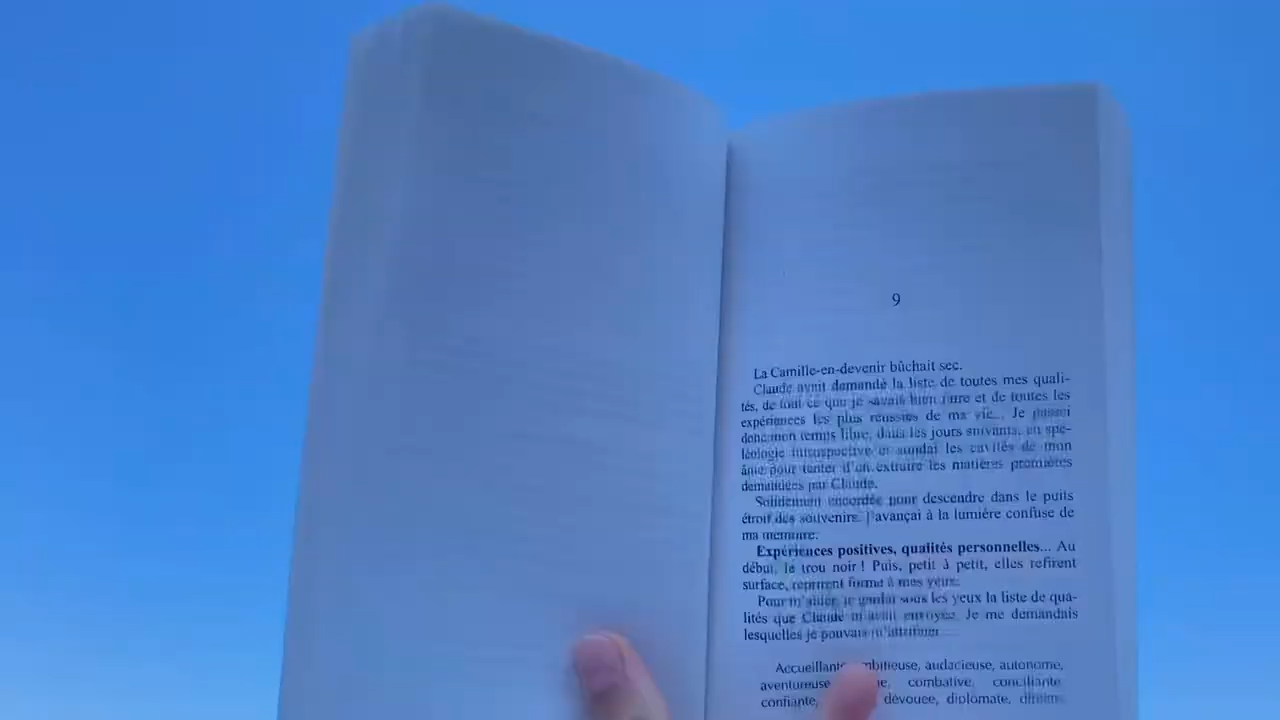 9
La Camille-en-devenir bûchait sec.
Claude avait demandé la liste de toutes mes quali-
tés, de tout ce que je savais bien faire et de toutes les
expériences les plus réussies de ma vie... Je passai
donc mon temps libre, dans les jours suivants, en spé-
léologie introspective et sondai les cavités de mon
âme pour tenter d'en extraire les matières premières
demandées par Claude.
Solidement encordée pour descendre dans le puits
étroit des souvenirs, j'avançai à la lumière confuse de
ma mémoire.
Expériences positives, qualités personnelles... Au
début, le trou noir ! Puis, petit à petit, elles refirent
surface, reprirent forme à mes yeux.
Pour m'aider, je gardai sous les yeux la liste de qua-
lités que Claude m'avait envoyée. Je me demandais
lesquelles je pouvais m'attribuer
Accueillante, ambitieuse, audacieuse, autonome,
aventureuse combative, conciliante
confiante, dévouée, diplomate,